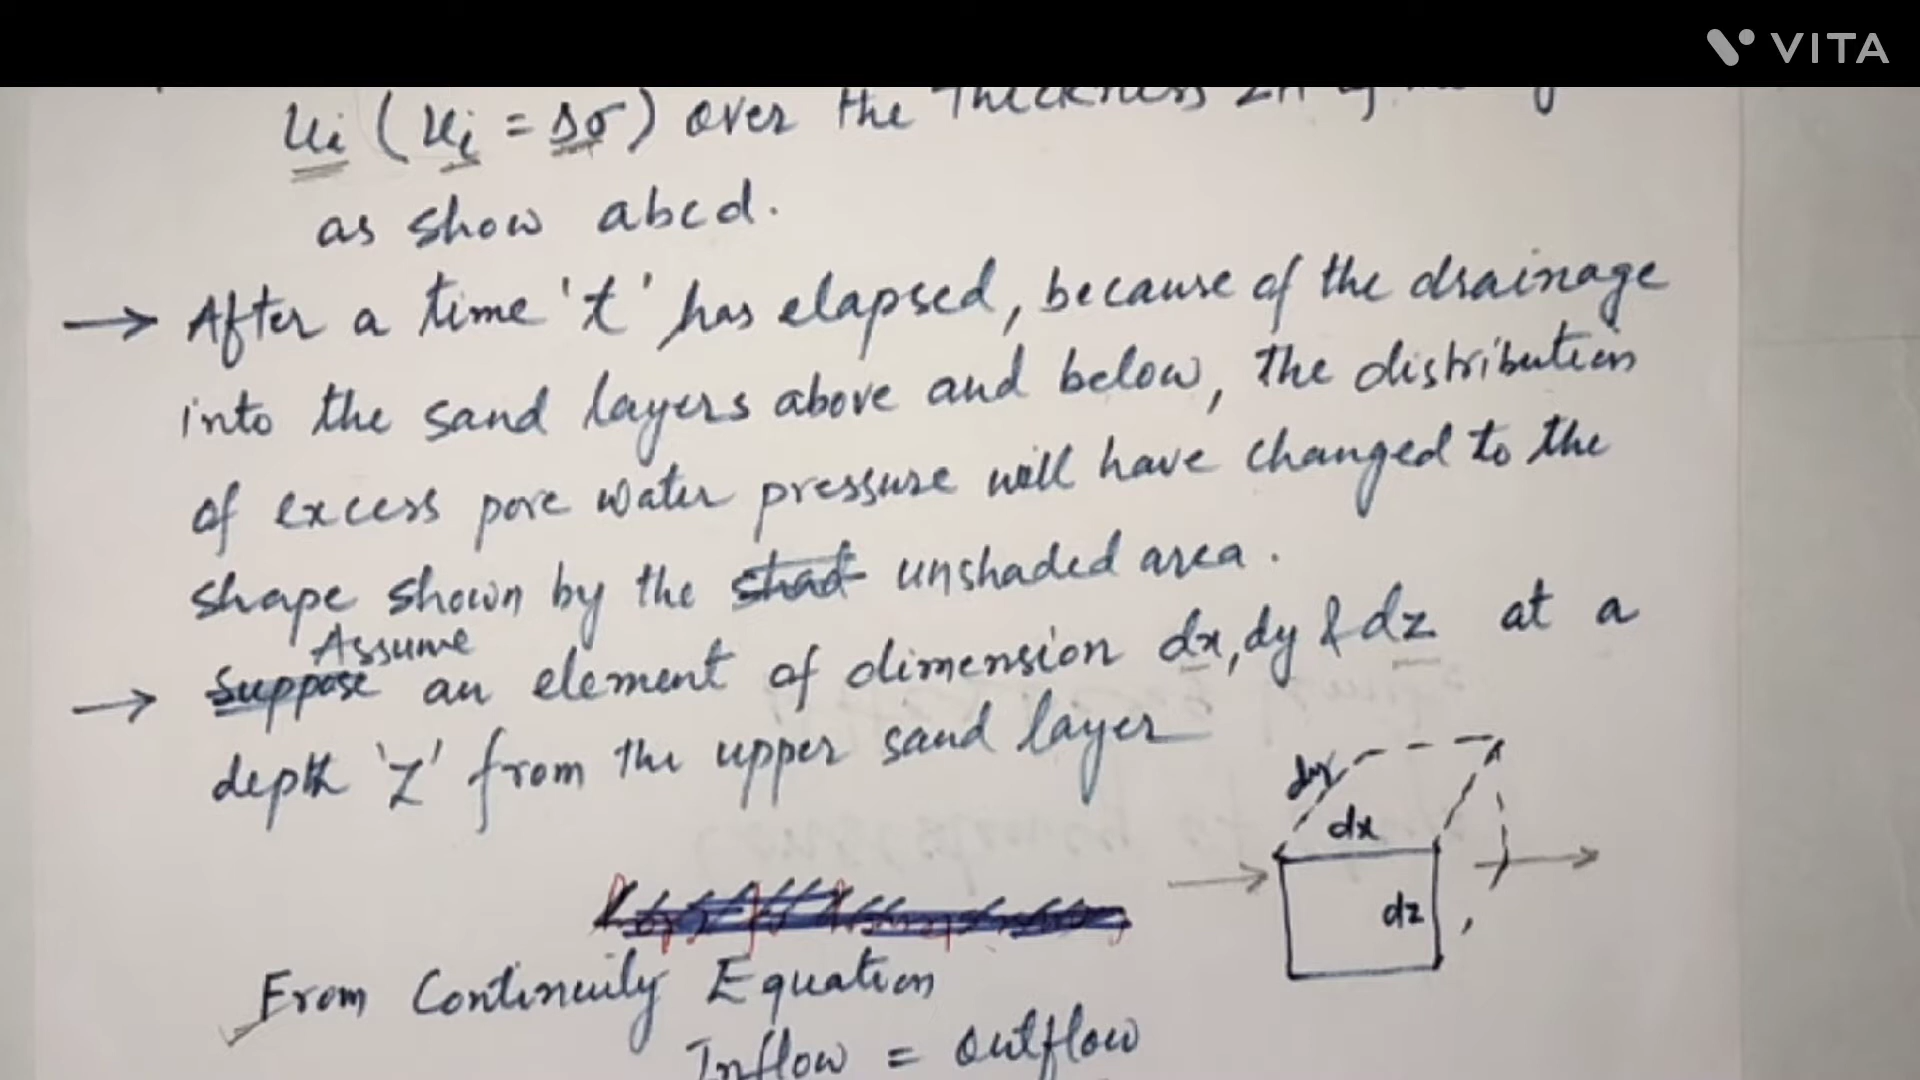 VITA
ui (ui = Δσ) over the thickness 2H of
as show abcd.
→ After a time 't' has elapsed, because of the drainage
into the sand layers above and below, the distribution
of excess pore water pressure will have changed to the
shape shown by the shad unshaded area.
Assume
→ Suppose an element of dimension dx, dy & dz at a
depth 'z' from the upper sand layer
dy
dx
dz
From Continuity Equation
Inflow = outflow